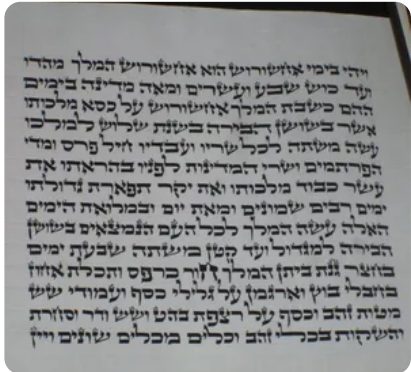 ויהי בימי אחשורוש הוא אחשורוש המלך מהדו
ועד כוש שבע ועשרים ומאה מדינה בימים
ההם כשבת המלך אחשורוש על כסא מלכותו
אשר בשושן הבירה בשנת שלוש למלכו
עשה משתה לכל שריו ועבדיו חיל פרס ומדי
הפרתמים ושרי המדינות לפניו בהראתו את
עשר כבוד מלכותו ואת יקר תפארת גדולתו
ימים רבים שמונים ומאת יום ובמלואת הימים
האלה עשה המלך לכל העם הנמצאים בשושן
הבירה למגדול ועד קטן משתה שבעת ימים
בחצר גנת ביתן המלך חור כרפס ותכלת אחוז
בחבלי בוץ וארגמן על גלילי כסף ועמודי שש
מטות זהב וכסף על רצפת בהט ושש ודר וסחרת
והשקות בכלי זהב וכלים מכלים שונים ויין